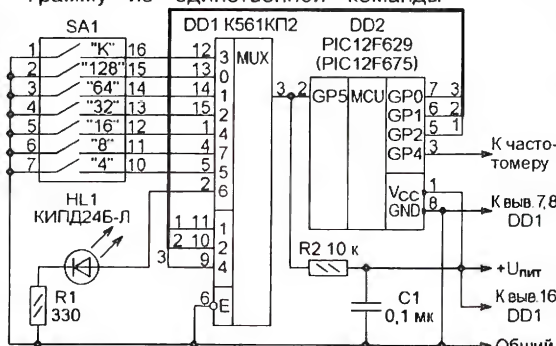 грамму из единственной команды
SA1
DD1 К561КП2
DD2
PIC12F629
(PIC12F675)
1 "К" 16 12 3 MUX
2 "128" 15 13 0
3 "64" 14 14 1
4 "32" 13 15 2
5 "16" 12 1 4
6 "8" 11 4 7
7 "4" 10 5 5
2 6
3 2 GP5 MCU GP0 7 3
GP1 6 2
GP2 5 1
GP4 3
К часто-
томеру
HL1
КИПД24Б-Л
1 11 1
2 10 2
3 9 4
6 E
VCC 1
GND 8
К выв. 7,8
DD1
R2 10 к
+Uпит
R1
330
C1
0,1 мк
К выв. 16
DD1
Общий